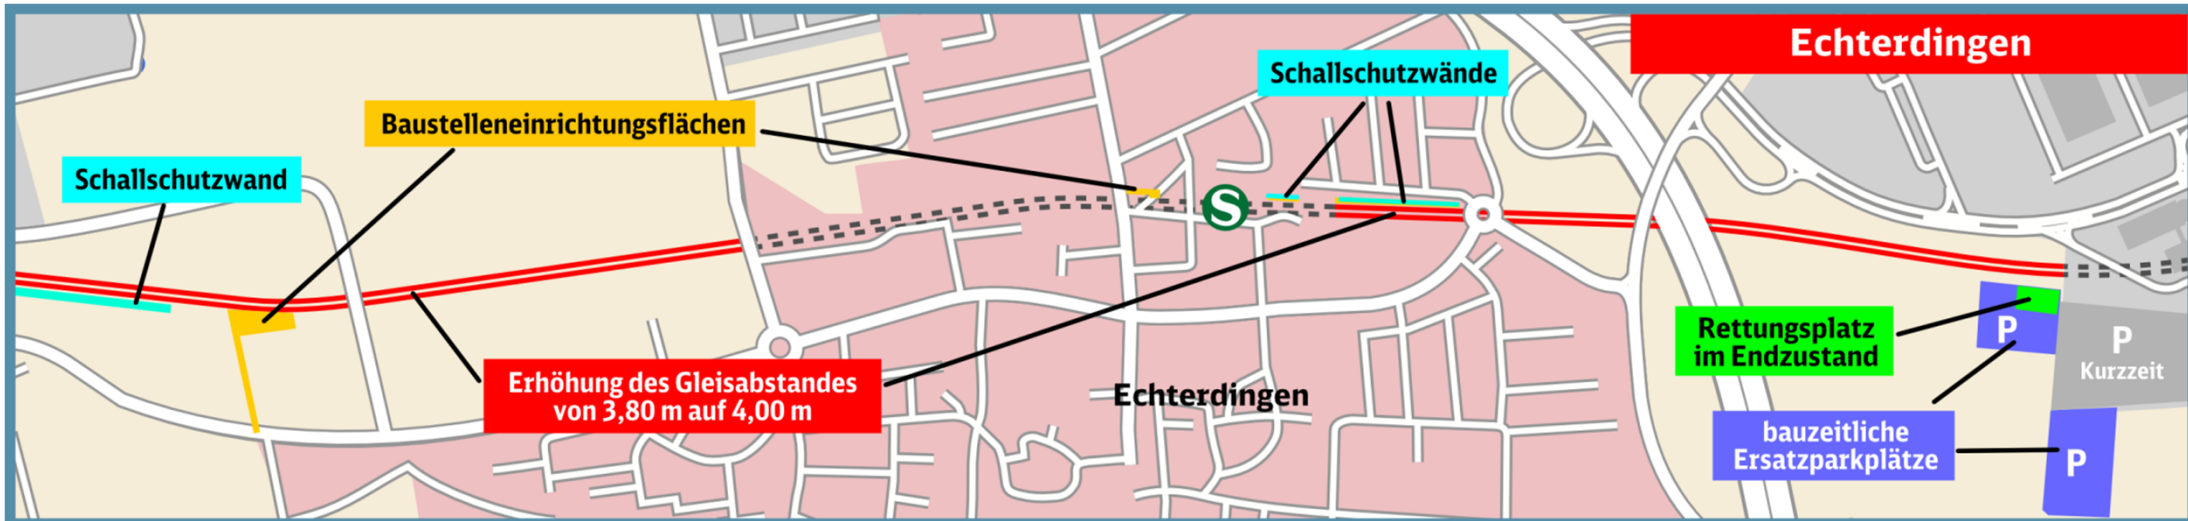 Echterdingen
Schallschutzwände
Baustelleneinrichtungsflächen
Schallschutzwand
S
Rettungsplatz
im Endzustand
P
P
Kurzzeit
Erhöhung des Gleisabstandes
von 3,80 m auf 4,00 m
Echterdingen
bauzeitliche
Ersatzparkplätze
P